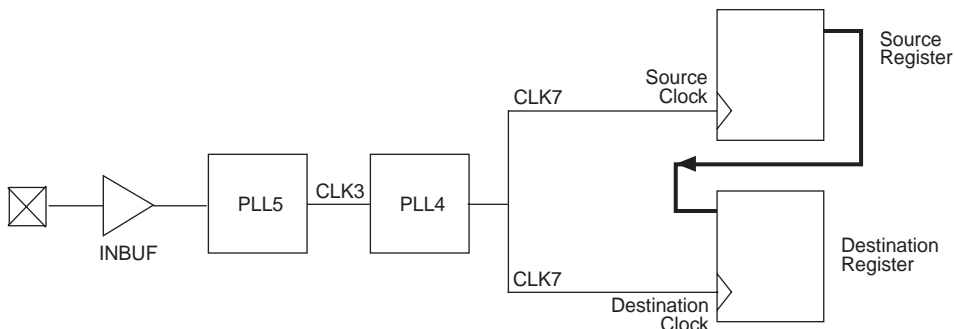 Source
Register
Source
Clock
CLK7
PLL5
CLK3
PLL4
INBUF
Destination
Register
CLK7
Destination
Clock